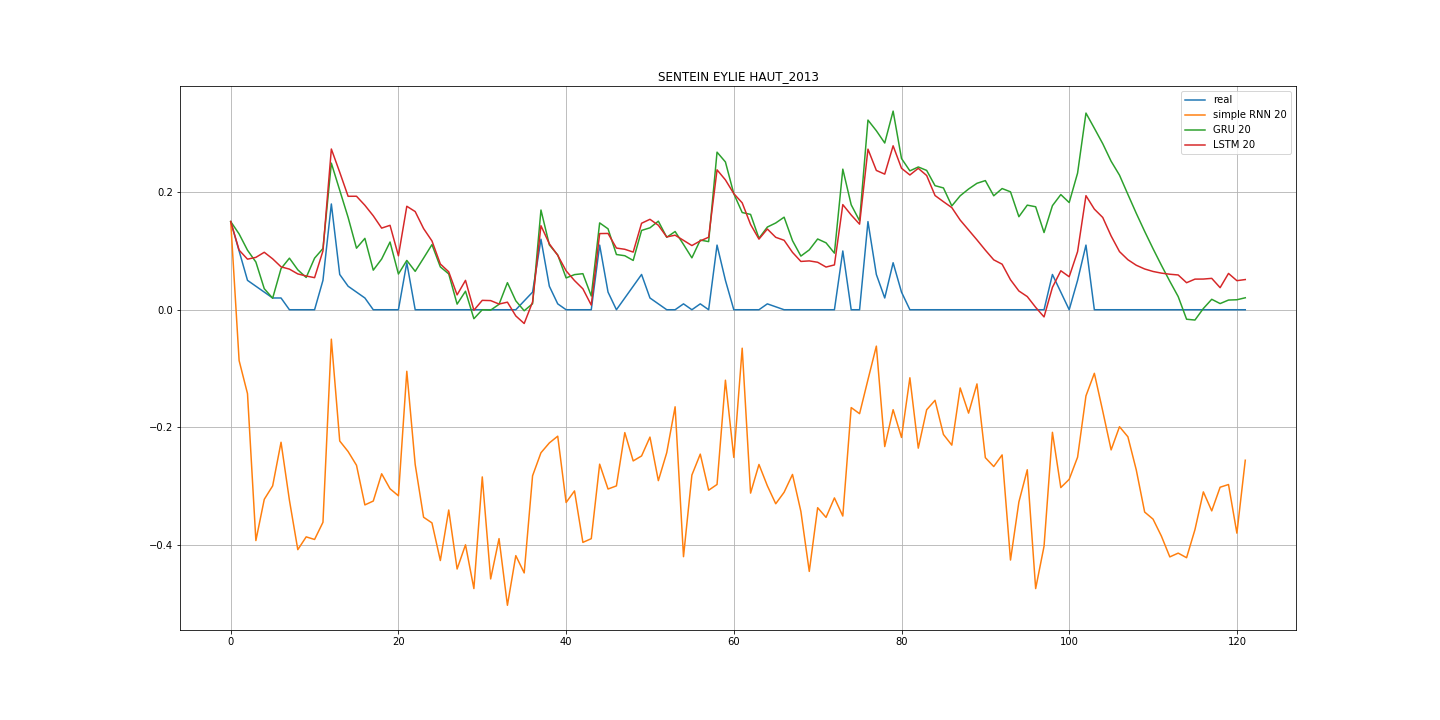 SENTEIN EYLIE HAUT_2013
real
simple RNN 20
GRU 20
LSTM 20
0.2
0.0
−0.2
−0.4
0 20 40 60 80 100 120